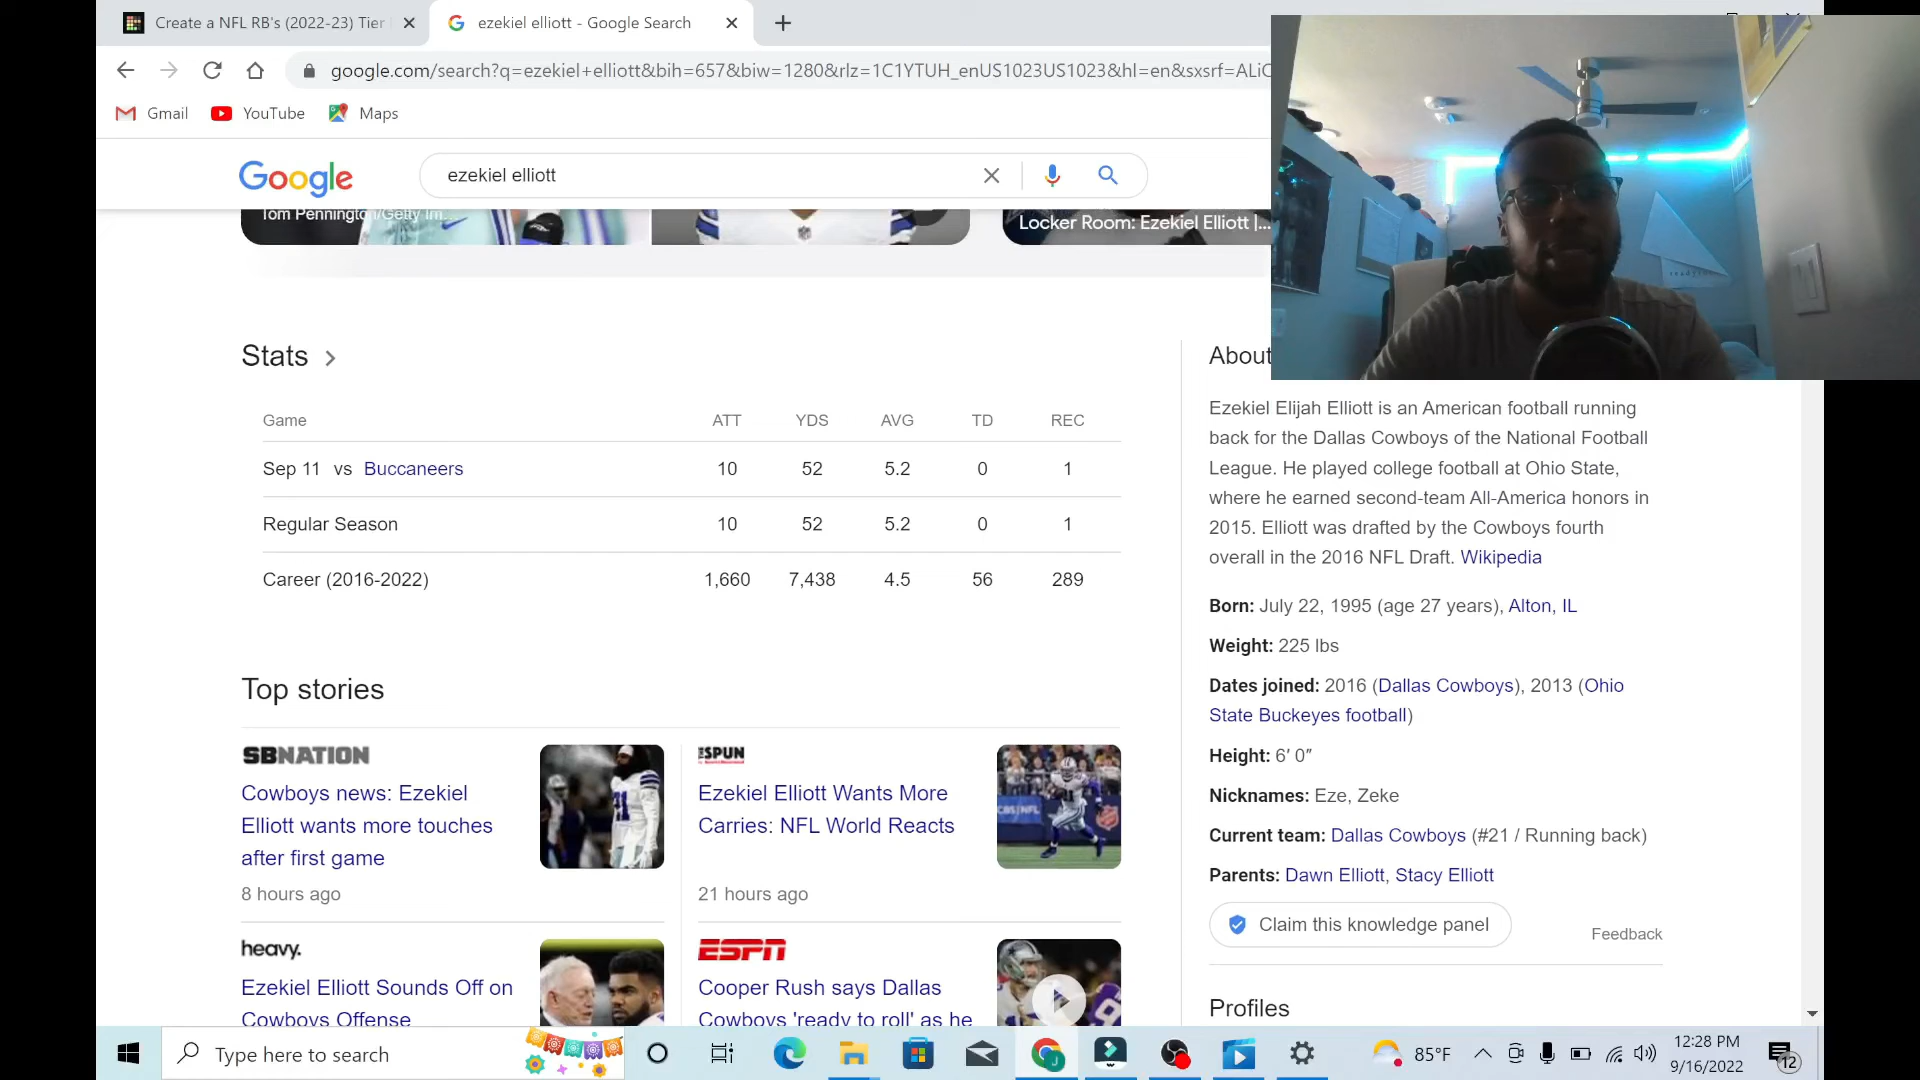 Create a NFL RB's (2022-23) Tier
ezekiel elliott - Google Search
google.com/search?q=ezekiel+elliott&bih=657&biw=1280&rlz=1C1YTUH_enUS1023US1023&hl=en&sxsrf=ALiC
Gmail YouTube Maps
Google
ezekiel elliott
Tom Pennington/Getty Im...
Locker Room: Ezekiel Elliott |...
Stats
Game ATT YDS AVG TD REC
Sep 11 vs Buccaneers 10 52 5.2 0 1
Regular Season 10 52 5.2 0 1
Career (2016-2022) 1,660 7,438 4.5 56 289
Top stories
SBNATION
Cowboys news: Ezekiel
Elliott wants more touches
after first game
8 hours ago
THE SPUN
Ezekiel Elliott Wants More
Carries: NFL World Reacts
21 hours ago
heavy.
Ezekiel Elliott Sounds Off on
Cowboys Offense
ESPN
Cooper Rush says Dallas
Cowboys 'ready to roll' as he
About
Ezekiel Elijah Elliott is an American football running
back for the Dallas Cowboys of the National Football
League. He played college football at Ohio State,
where he earned second-team All-America honors in
2015. Elliott was drafted by the Cowboys fourth
overall in the 2016 NFL Draft. Wikipedia
Born: July 22, 1995 (age 27 years), Alton, IL
Weight: 225 lbs
Dates joined: 2016 (Dallas Cowboys), 2013 (Ohio
State Buckeyes football)
Height: 6′ 0″
Nicknames: Eze, Zeke
Current team: Dallas Cowboys (#21 / Running back)
Parents: Dawn Elliott, Stacy Elliott
Claim this knowledge panel
Feedback
Profiles
Type here to search
85°F
12:28 PM
9/16/2022
12